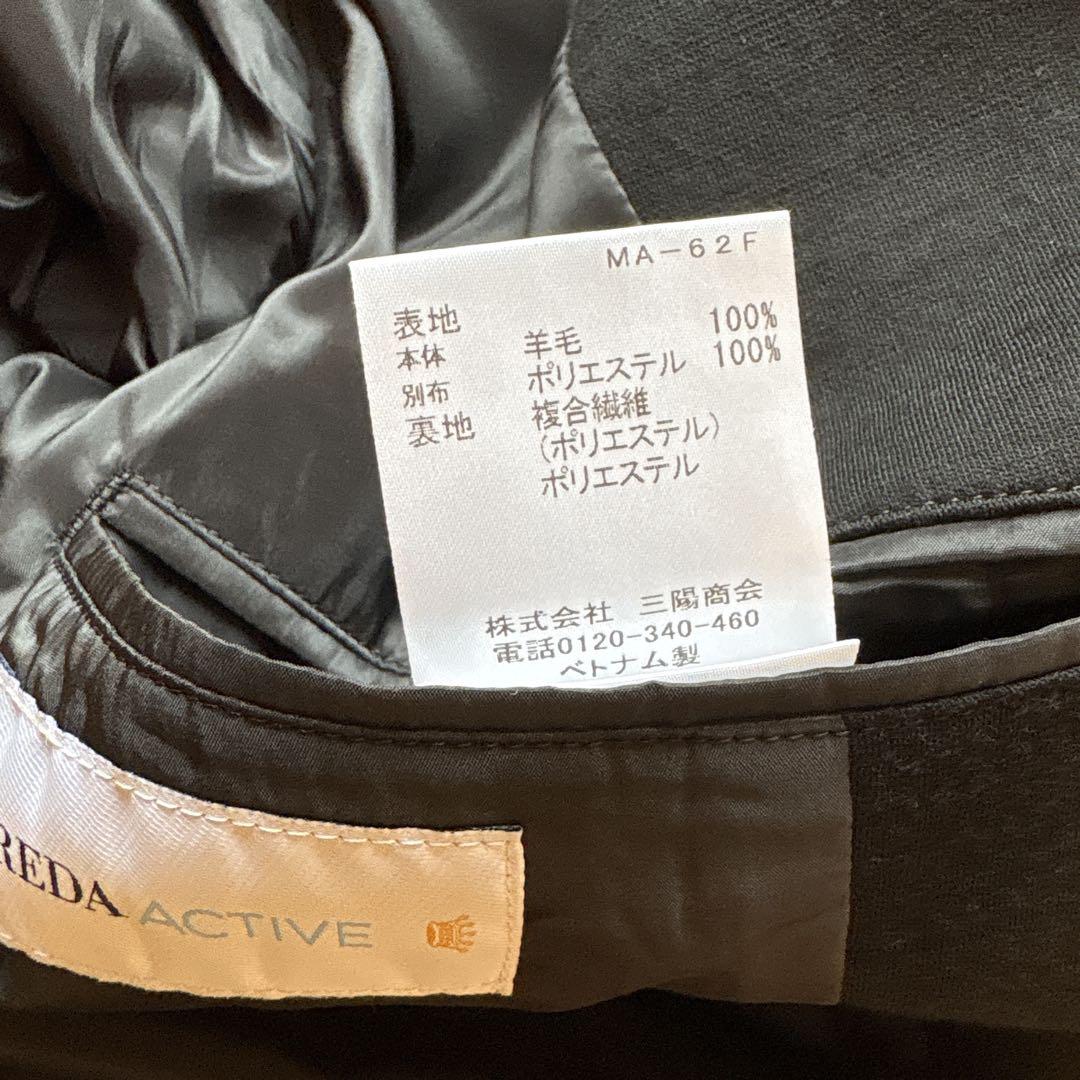 MA-62F
表地
本体 羊毛 100%
別布 ポリエステル 100%
裏地 複合繊維
(ポリエステル)
ポリエステル
株式会社 三陽商会
電話0120-340-460
ベトナム製
REDA ACTIVE